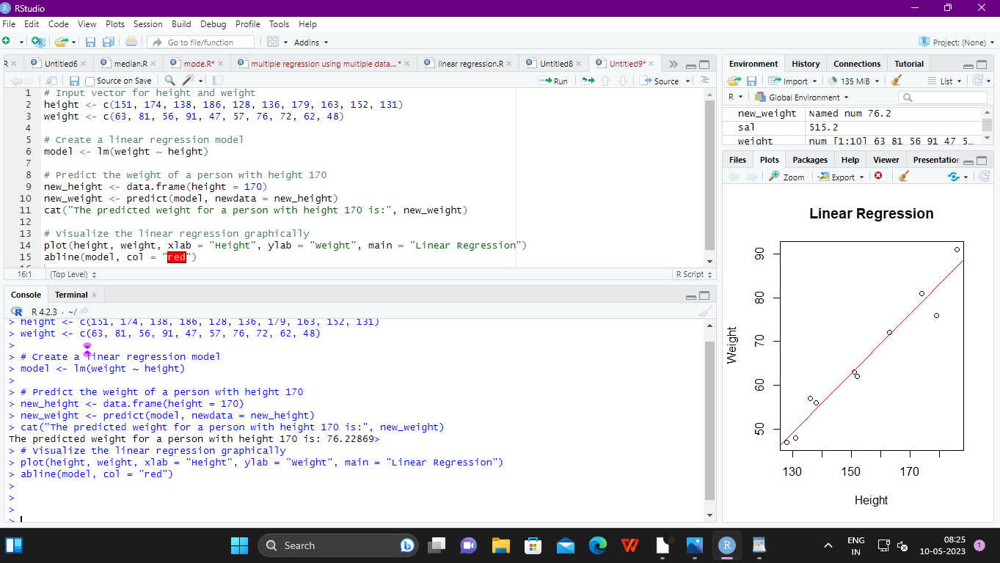 RStudio
File Edit Code View Plots Session Build Debug Profile Tools Help
Go to file/function Addins Project: (None)
R Untitled6 median.R mode.R* multiple regression using multiple data...* linear regression.R Untitled8 Untitled9*
Source on Save Run Source
1 # Input vector for height and weight
2 height <- c(151, 174, 138, 186, 128, 136, 179, 163, 152, 131)
3 weight <- c(63, 81, 56, 91, 47, 57, 76, 72, 62, 48)
4
5 # Create a linear regression model
6 model <- lm(weight ~ height)
7
8 # Predict the weight of a person with height 170
9 new_height <- data.frame(height = 170)
10 new_weight <- predict(model, newdata = new_height)
11 cat("The predicted weight for a person with height 170 is:", new_weight)
12
13 # Visualize the linear regression graphically
14 plot(height, weight, xlab = "Height", ylab = "Weight", main = "Linear Regression")
15 abline(model, col = "red")
16
16:1 (Top Level) R Script
Console Terminal
R 4.2.3 . ~/
> height <- c(151, 174, 138, 186, 128, 136, 179, 163, 152, 131)
> weight <- c(63, 81, 56, 91, 47, 57, 76, 72, 62, 48)
>
> # Create a linear regression model
> model <- lm(weight ~ height)
>
> # Predict the weight of a person with height 170
> new_height <- data.frame(height = 170)
> new_weight <- predict(model, newdata = new_height)
> cat("The predicted weight for a person with height 170 is:", new_weight)
The predicted weight for a person with height 170 is: 76.22869>
> # Visualize the linear regression graphically
> plot(height, weight, xlab = "Height", ylab = "Weight", main = "Linear Regression")
> abline(model, col = "red")
>
>
>
>
Environment History Connections Tutorial
Import 135 MiB List
R Global Environment
new_weight Named num 76.2
sal 515.2
weight num [1:10] 63 81 56 91 47 5...
Files Plots Packages Help Viewer Presentation
Zoom Export
Linear Regression
90
80
70
60
50
Weight
130 150 170
Height
Search
ENG
IN
08:25
10-05-2023
1